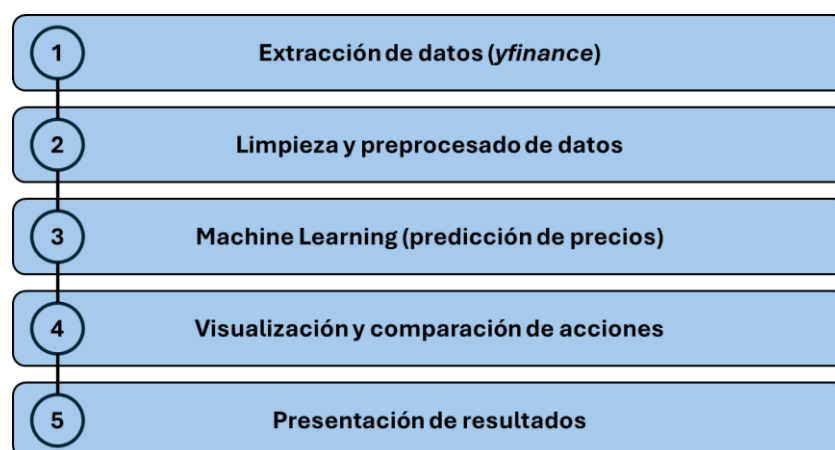 1 Extracción de datos (yfinance)
2 Limpieza y preprocesado de datos
3 Machine Learning (predicción de precios)
4 Visualización y comparación de acciones
5 Presentación de resultados